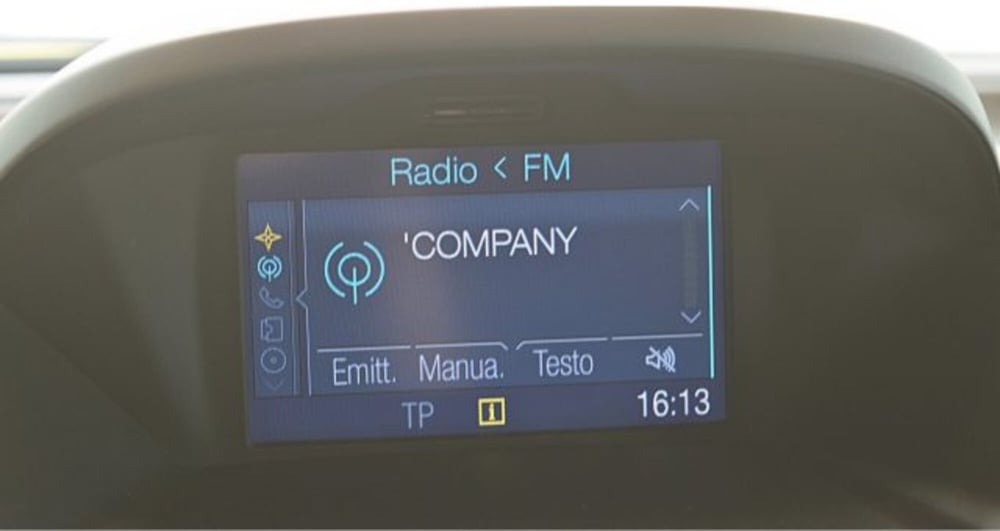 Radio < FM
'COMPANY
Emitt. Manua. Testo
TP i 16:13